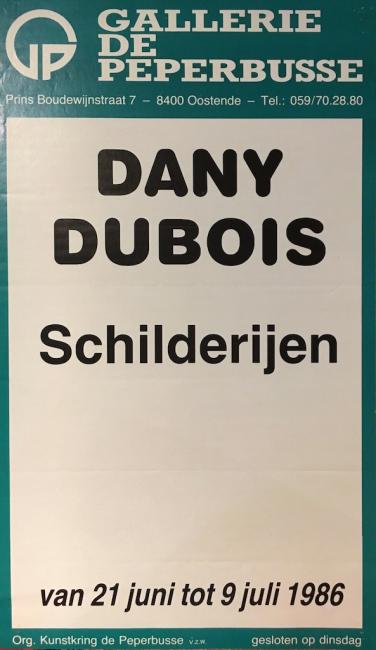 GALLERIE
DE
PEPERBUSSE
Prins Boudewijnstraat 7 – 8400 Oostende – Tel.: 059/70.28.80
DANY
DUBOIS
Schilderijen
van 21 juni tot 9 juli 1986
Org. Kunstkring de Peperbusse v.z.w. gesloten op dinsdag